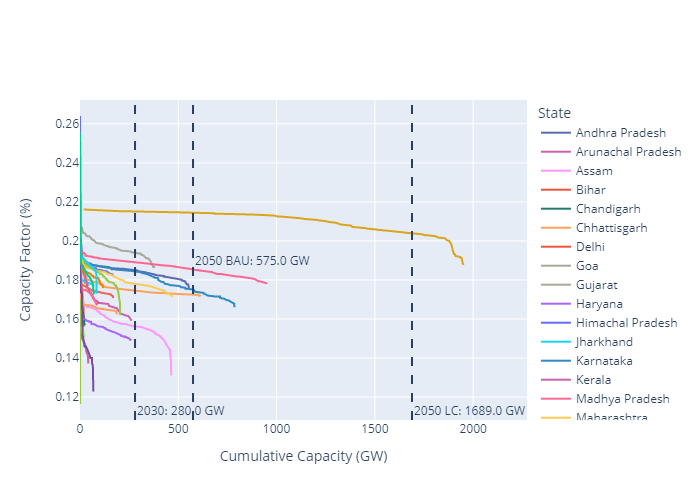 State
Andhra Pradesh
Arunachal Pradesh
Assam
Bihar
Chandigarh
Chhattisgarh
Delhi
Goa
Gujarat
Haryana
Himachal Pradesh
Jharkhand
Karnataka
Kerala
Madhya Pradesh
Maharashtra
Capacity Factor (%)
0.26
0.24
0.22
0.2
0.18
0.16
0.14
0.12
2050 BAU: 575.0 GW
2030: 280.0 GW
2050 LC: 1689.0 GW
0
500
1000
1500
2000
Cumulative Capacity (GW)